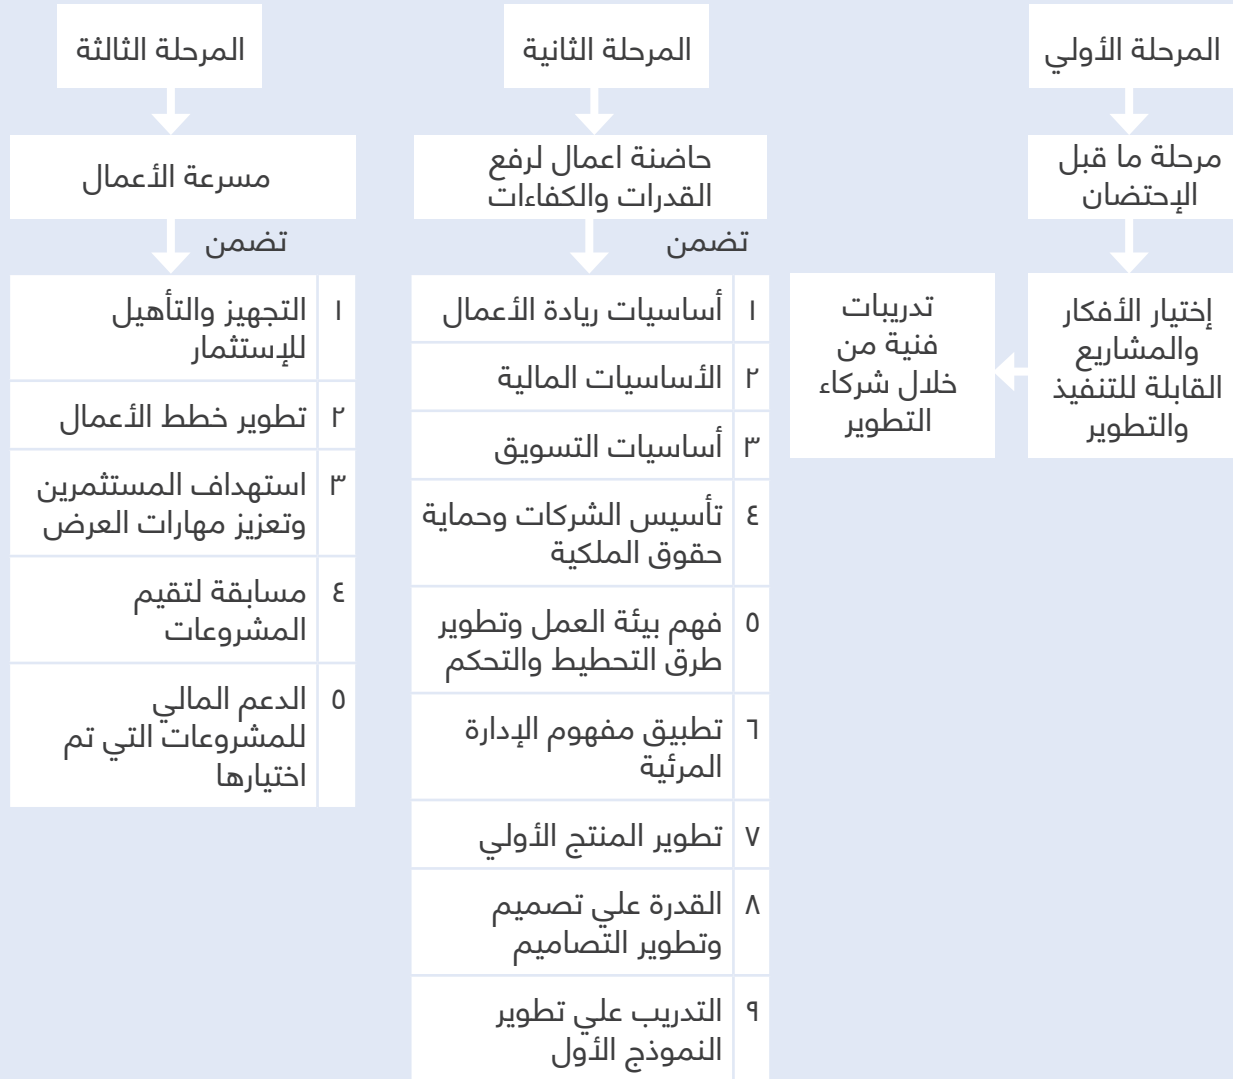 المرحلة الأولي
مرحلة ما قبل
الإحتضان
إختيار الأفكار
والمشاريع
القابلة للتنفيذ
والتطوير
تدريبات
فنية من
خلال شركاء
التطوير
المرحلة الثانية
حاضنة اعمال لرفع
القدرات والكفاءات
تضمن
١ أساسيات ريادة الأعمال
٢ الأساسيات المالية
٣ أساسيات التسويق
٤ تأسيس الشركات وحماية
حقوق الملكية
٥ فهم بيئة العمل وتطوير
طرق التحطيط والتحكم
٦ تطبيق مفهوم الإدارة
المرئية
٧ تطوير المنتج الأولي
٨ القدرة علي تصميم
وتطوير التصاميم
٩ التدريب علي تطوير
النموذج الأول
المرحلة الثالثة
مسرعة الأعمال
تضمن
١ التجهيز والتأهيل
للإستثمار
٢ تطوير خطط الأعمال
٣ استهداف المستثمرين
وتعزيز مهارات العرض
٤ مسابقة لتقيم
المشروعات
٥ الدعم المالي
للمشروعات التي تم
اختيارها